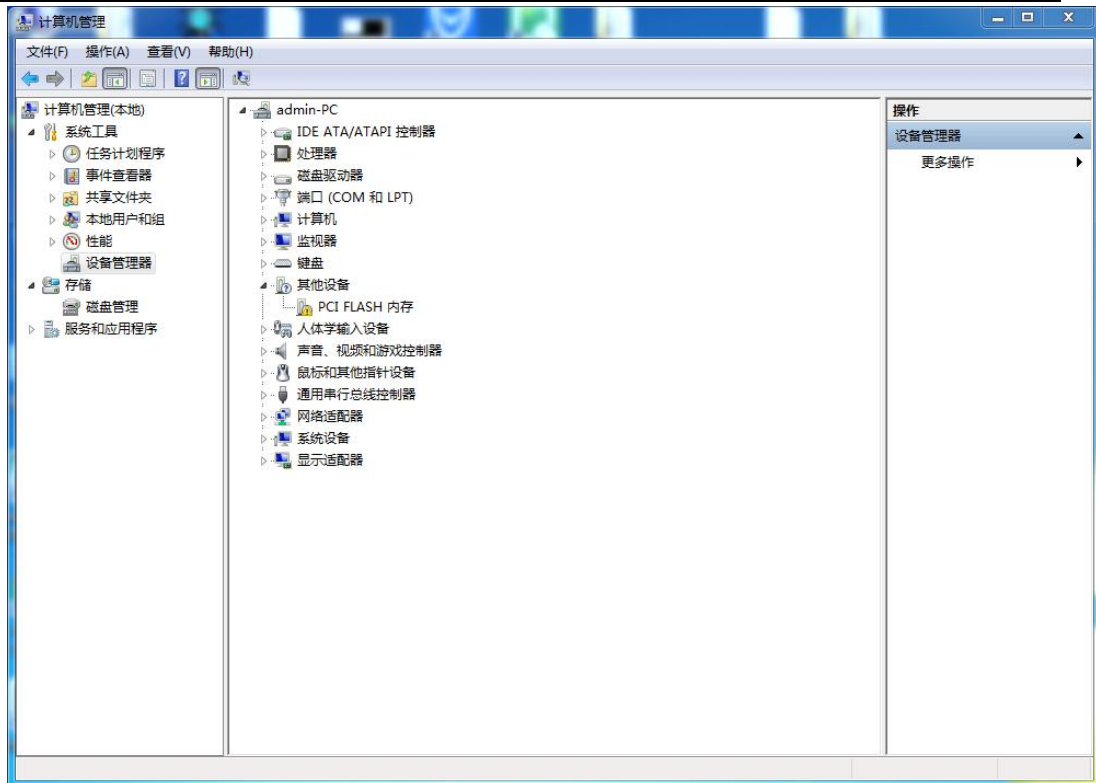 计算机管理
文件(F) 操作(A) 查看(V) 帮助(H)
计算机管理(本地)
系统工具
任务计划程序
事件查看器
共享文件夹
本地用户和组
性能
设备管理器
存储
磁盘管理
服务和应用程序
admin-PC
IDE ATA/ATAPI 控制器
处理器
磁盘驱动器
端口 (COM 和 LPT)
计算机
监视器
键盘
其他设备
PCI FLASH 内存
人体学输入设备
声音、视频和游戏控制器
鼠标和其他指针设备
通用串行总线控制器
网络适配器
系统设备
显示适配器
操作
设备管理器
更多操作